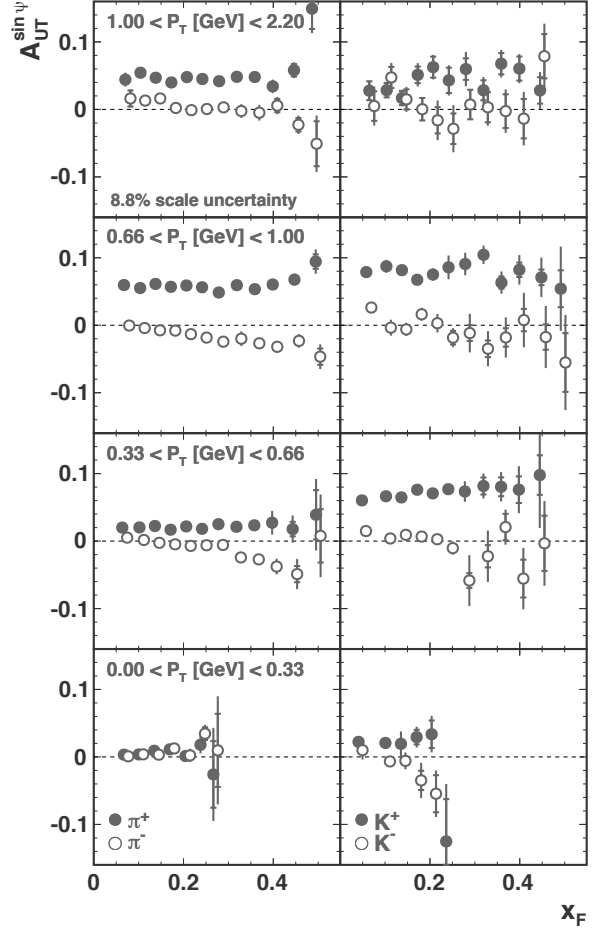 A_UT^sin ψ
1.00 < P_T [GeV] < 2.20
0.1
0
-0.1
8.8% scale uncertainty
0.66 < P_T [GeV] < 1.00
0.1
0
-0.1
0.33 < P_T [GeV] < 0.66
0.1
0
-0.1
0.00 < P_T [GeV] < 0.33
0.1
0
-0.1
π+ K+
π- K-
0 0.2 0.4 0.2 0.4
x_F